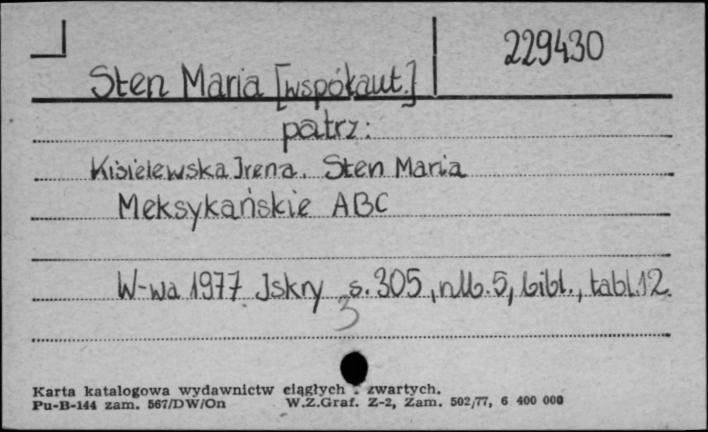 229430
Sten Maria [współaut.]
patrz:
Kisielewska Irena. Sten Maria
Meksykańskie ABC
W-wa 1977 Iskry s. 305, nlb. 5, bibl., tabl. 12
3
Karta katalogowa wydawnictw ciągłych i zwartych.
Pu-B-144 zam. 567/DW/On W.Z.Graf. Z-2, Zam. 502/77, 6 400 000